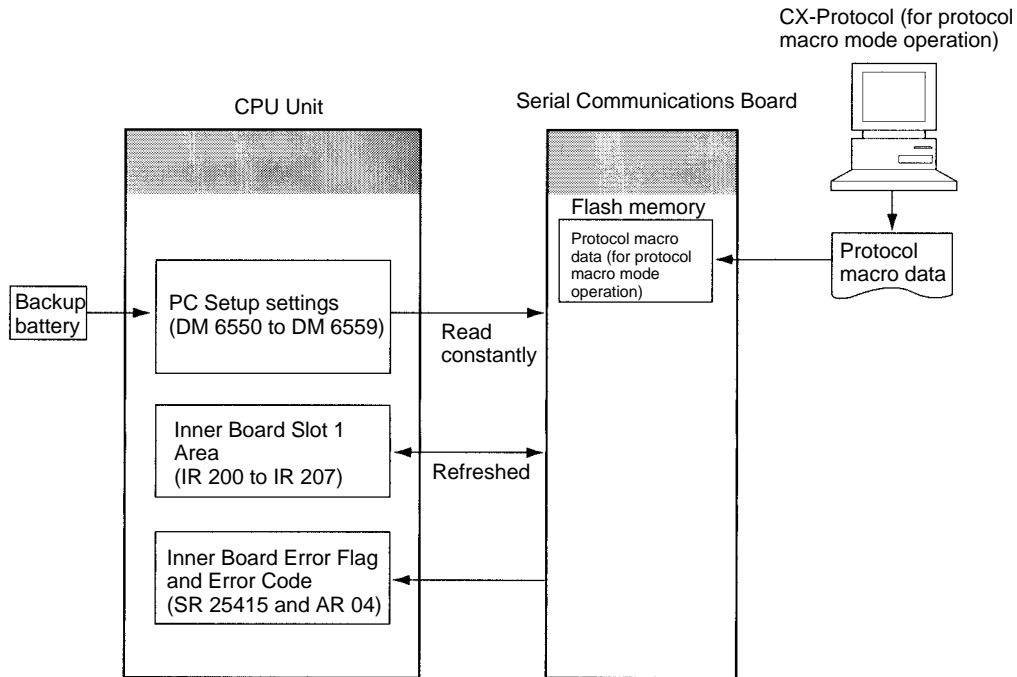 CX-Protocol (for protocol
macro mode operation)
CPU Unit
Serial Communications Board
Flash memory
Protocol macro
data (for protocol
macro mode
operation)
Protocol
macro data
Backup
battery
PC Setup settings
(DM 6550 to DM 6559)
Read
constantly
Inner Board Slot 1
Area
(IR 200 to IR 207)
Refreshed
Inner Board Error Flag
and Error Code
(SR 25415 and AR 04)